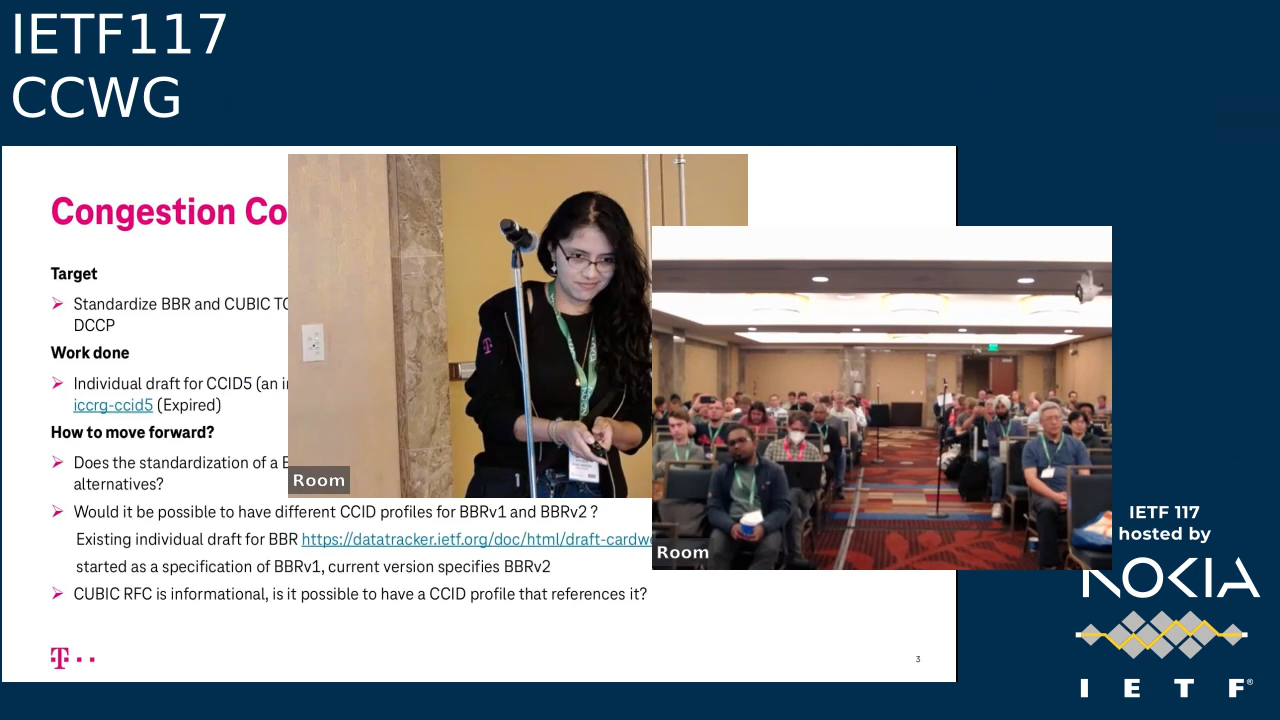 IETF117
CCWG
Congestion Co
Target
Standardize BBR and CUBIC TC
DCCP
Work done
Individual draft for CCID5 (an i
iccrg-ccid5 (Expired)
How to move forward?
Does the standardization of a B
alternatives?
Would it be possible to have different CCID profiles for BBRv1 and BBRv2 ?
Existing individual draft for BBR https://datatracker.ietf.org/doc/html/draft-cardw
started as a specification of BBRv1, current version specifies BBRv2
CUBIC RFC is informational, is it possible to have a CCID profile that references it?
T
3
Room
T
Room
IETF 117
hosted by
NOKIA
IETF®